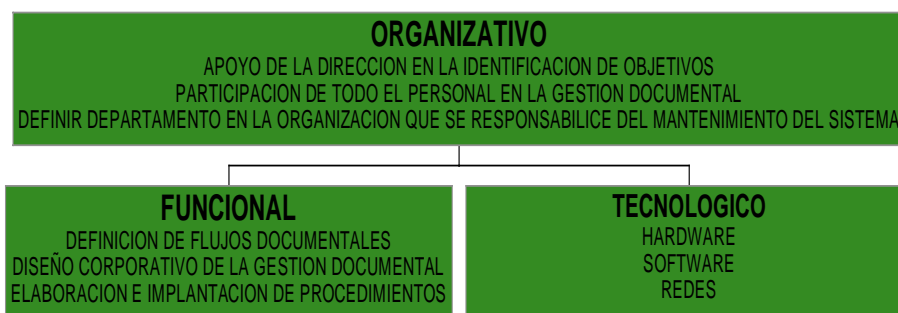 ORGANIZATIVO
APOYO DE LA DIRECCION EN LA IDENTIFICACION DE OBJETIVOS
PARTICIPACION DE TODO EL PERSONAL EN LA GESTION DOCUMENTAL
DEFINIR DEPARTAMENTO EN LA ORGANIZACION QUE SE RESPONSABILICE DEL MANTENIMIENTO DEL SISTEMA
FUNCIONAL
DEFINICION DE FLUJOS DOCUMENTALES
DISEÑO CORPORATIVO DE LA GESTION DOCUMENTAL
ELABORACION E IMPLANTACION DE PROCEDIMIENTOS
TECNOLOGICO
HARDWARE
SOFTWARE
REDES